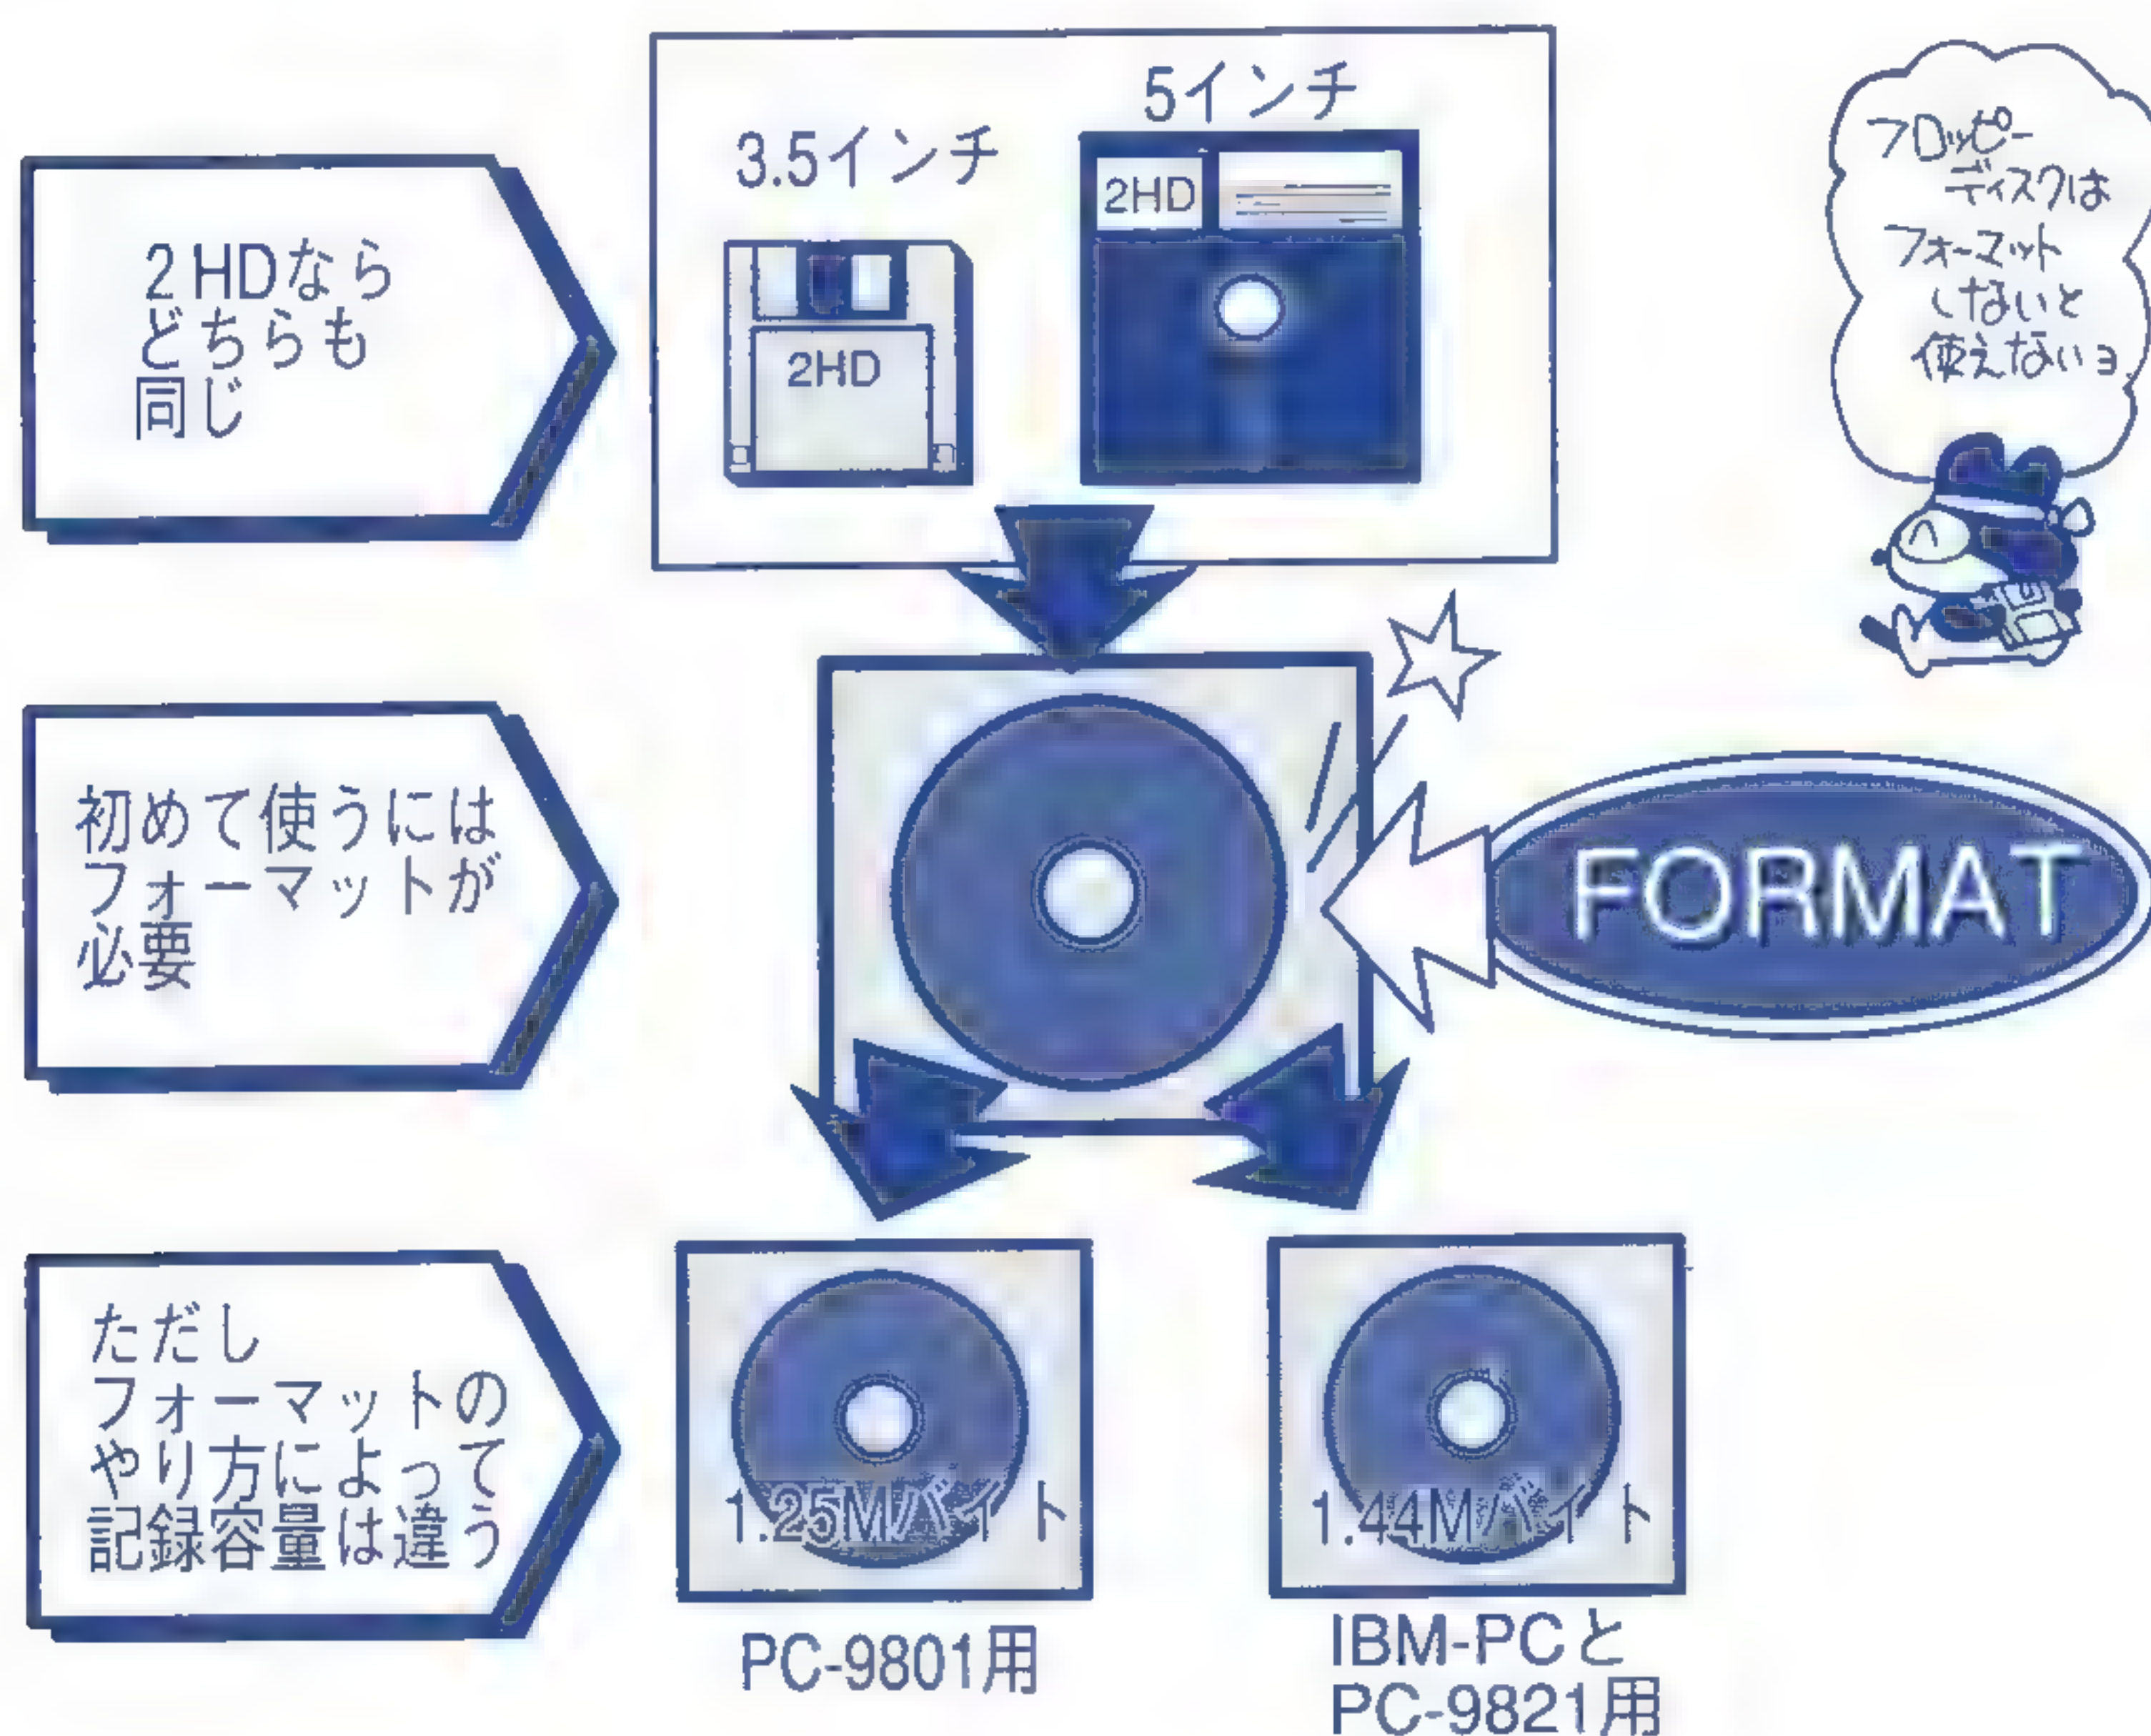 2HDなら
どちらも
同じ
3.5インチ
2HD
5インチ
2HD
フロッピー
ディスクは
フォーマット
しないと
使えないヨ
初めて使うには
フォーマットが
必要
FORMAT
ただし
フォーマットの
やり方によって
記録容量は違う
1.25Mバイト
PC-9801用
1.44Mバイト
IBM-PCと
PC-9821用